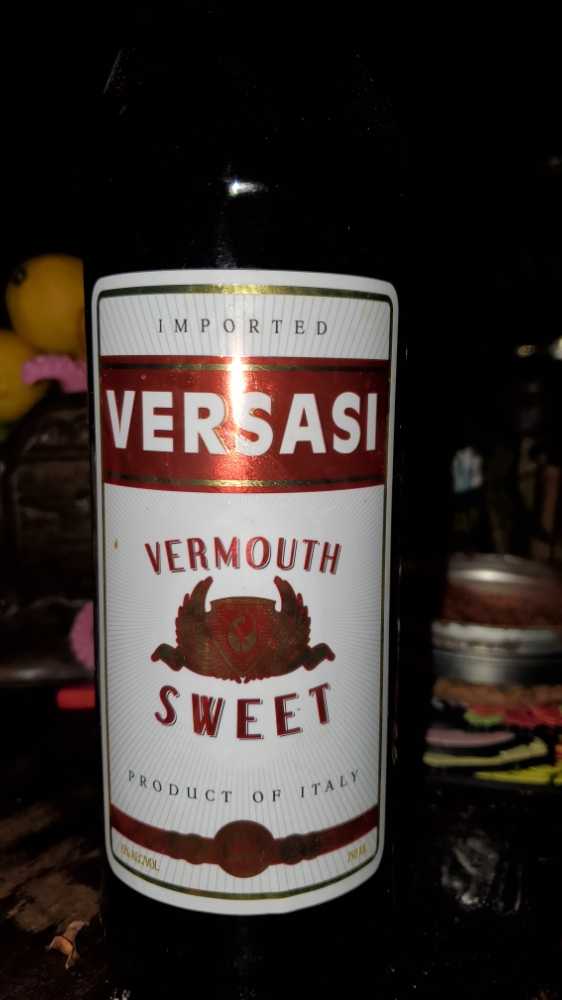 IMPORTED
VERSASI
VERMOUTH
SWEET
PRODUCT OF ITALY